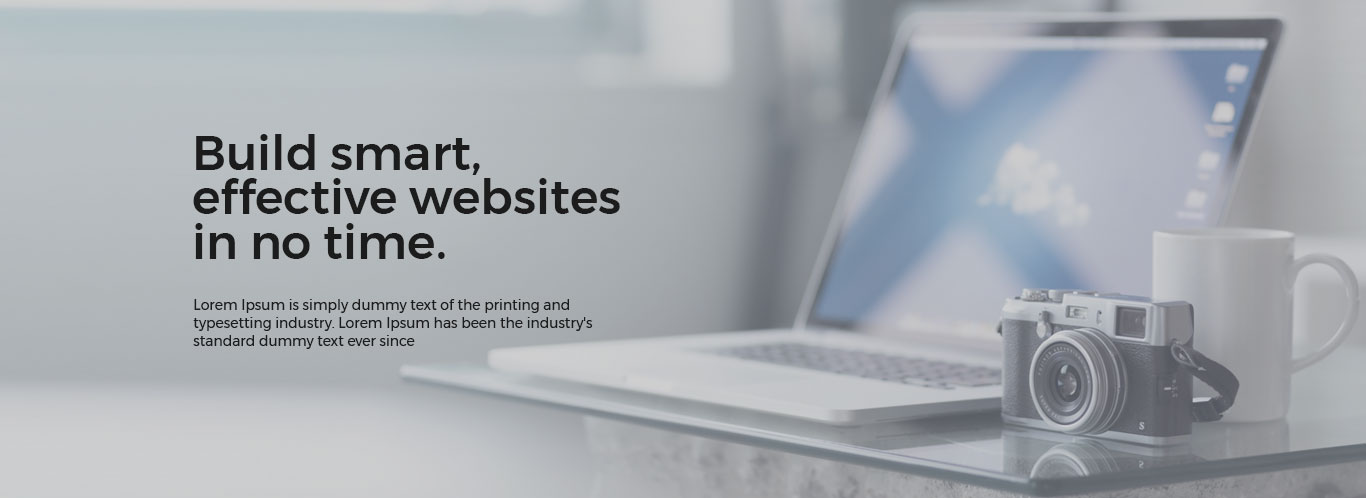 Build smart,
effective websites
in no time.
Lorem Ipsum is simply dummy text of the printing and
typesetting industry. Lorem Ipsum has been the industry's
standard dummy text ever since
S